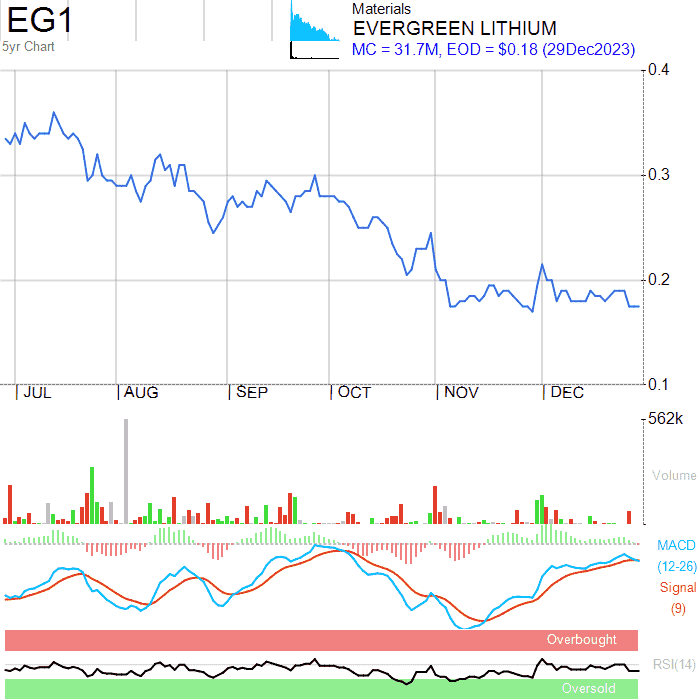 EG1
5yr Chart
Materials
EVERGREEN LITHIUM
MC = 31.7M, EOD = $0.18 (29Dec2023)
0.4
0.3
0.2
0.1
JUL AUG SEP OCT NOV DEC
562k
Volume
MACD
(12-26)
Signal
(9)
Overbought
RSI(14)
Oversold